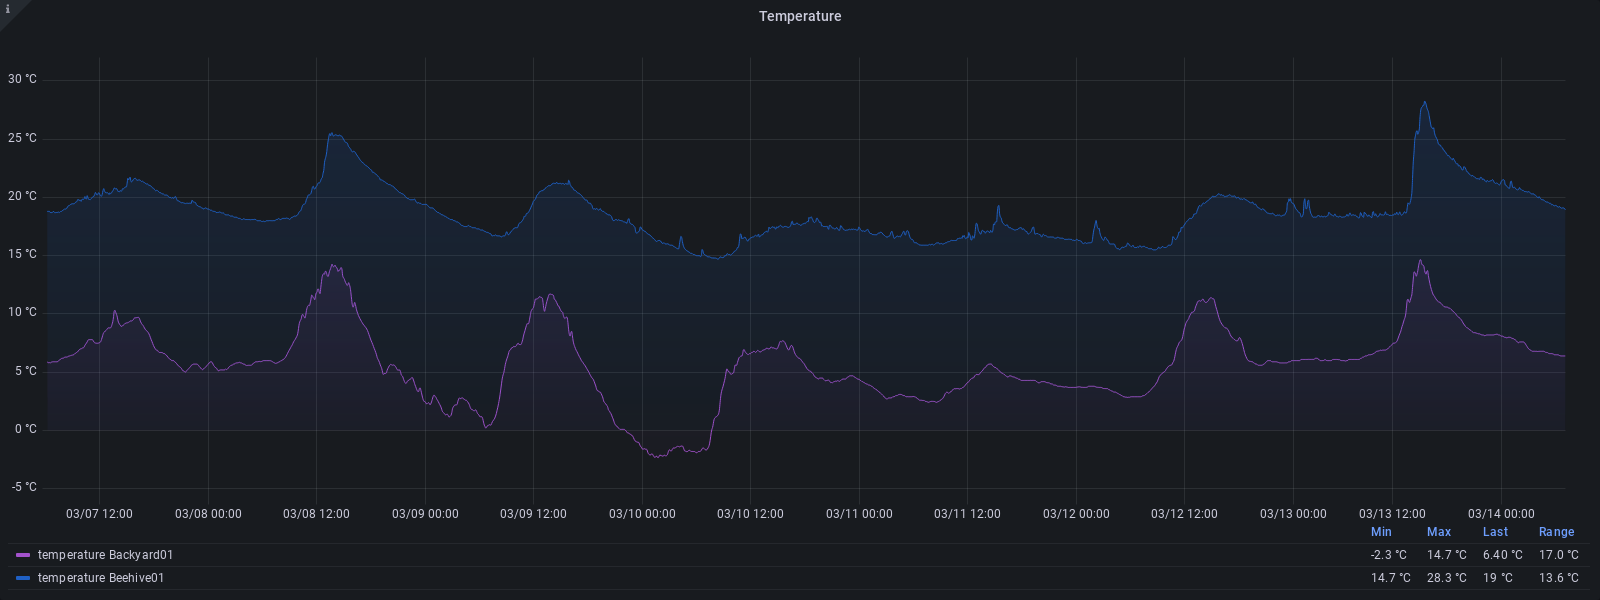 i
Temperature
30 °C
25 °C
20 °C
15 °C
10 °C
5 °C
0 °C
-5 °C
03/07 12:00 03/08 00:00 03/08 12:00 03/09 00:00 03/09 12:00 03/10 00:00 03/10 12:00 03/11 00:00 03/11 12:00 03/12 00:00 03/12 12:00 03/13 00:00 03/13 12:00 03/14 00:00
Min Max Last Range
temperature Backyard01 -2.3 °C 14.7 °C 6.40 °C 17.0 °C
temperature Beehive01 14.7 °C 28.3 °C 19 °C 13.6 °C